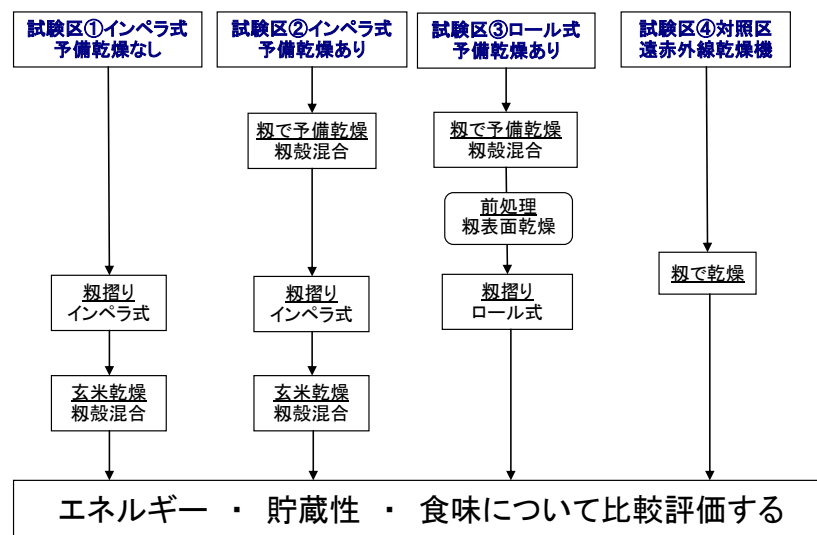 試験区①インペラ式
予備乾燥なし
試験区②インペラ式
予備乾燥あり
試験区③ロール式
予備乾燥あり
試験区④対照区
遠赤外線乾燥機
籾で予備乾燥
籾殻混合
籾で予備乾燥
籾殻混合
前処理
籾表面乾燥
籾で乾燥
籾摺り
インペラ式
籾摺り
インペラ式
籾摺り
ロール式
玄米乾燥
籾殻混合
玄米乾燥
籾殻混合
エネルギー ・ 貯蔵性 ・ 食味について比較評価する